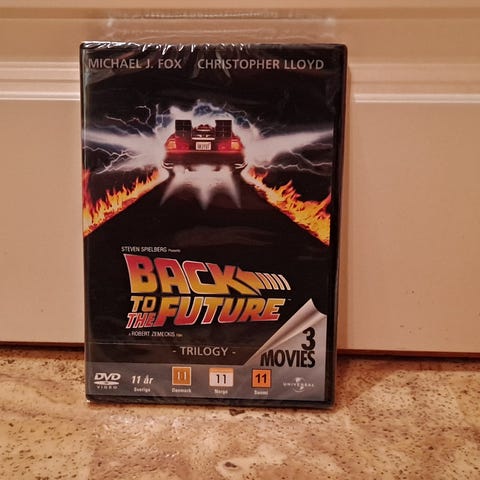 MICHAEL J. FOX CHRISTOPHER LLOYD
STEVEN SPIELBERG Presents
BACK
TO THE FUTURE
A ROBERT ZEMECKIS Film
- TRILOGY -
3
MOVIES
DVD 11 år 11 11 11 UNIVERSAL
VIDEO Sverige Danmark Norge Suomi